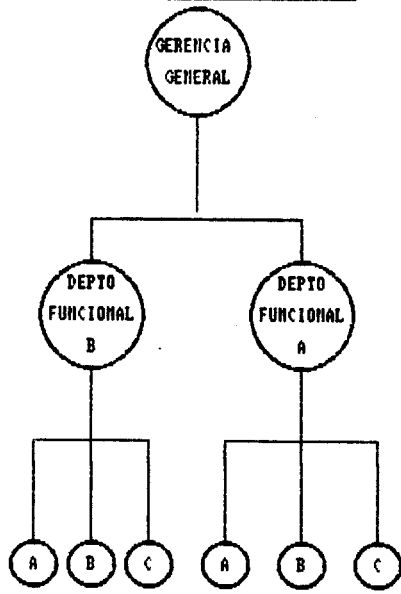 GERENCIA
GENERAL
DEPTO
FUNCIONAL
B
DEPTO
FUNCIONAL
A
A
B
C
A
B
C